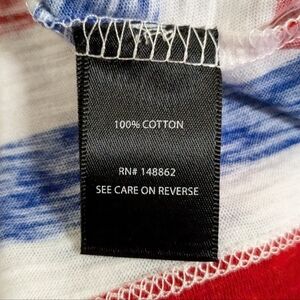 100% COTTON
RN# 148862
SEE CARE ON REVERSE